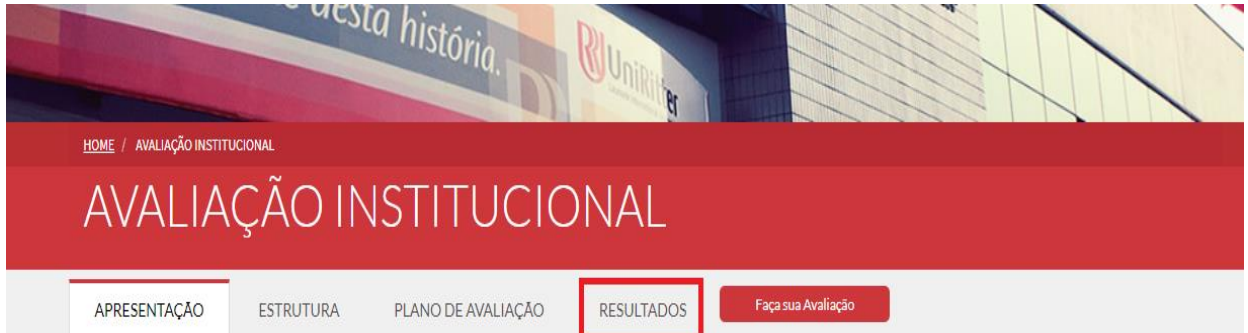 desta história.
UniRitter
HOME / AVALIAÇÃO INSTITUCIONAL
AVALIAÇÃO INSTITUCIONAL
APRESENTAÇÃO ESTRUTURA PLANO DE AVALIAÇÃO RESULTADOS Faça sua Avaliação